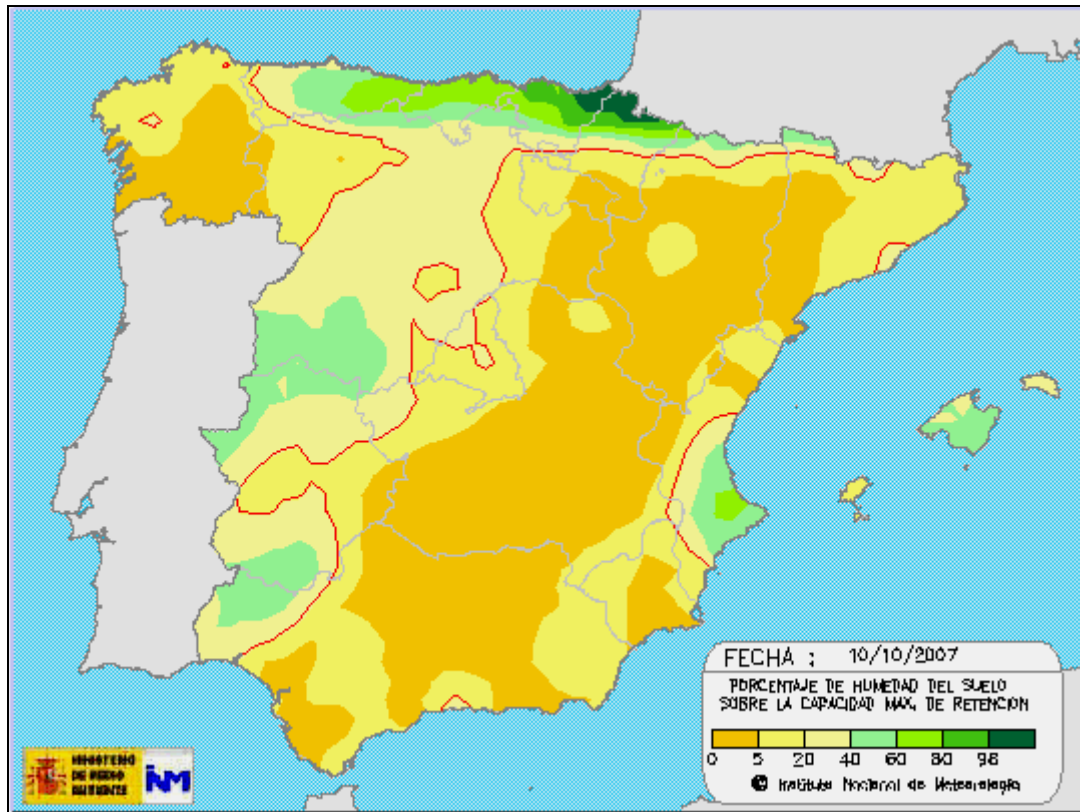 FECHA : 10/10/2007
PORCENTAJE DE HUMEDAD DEL SUELO
SOBRE LA CAPACIDAD MAX. DE RETENCION
0 5 20 40 60 80 98
© Instituto Nacional de Meteorología
MINISTERIO
DE MEDIO
AMBIENTE
INM